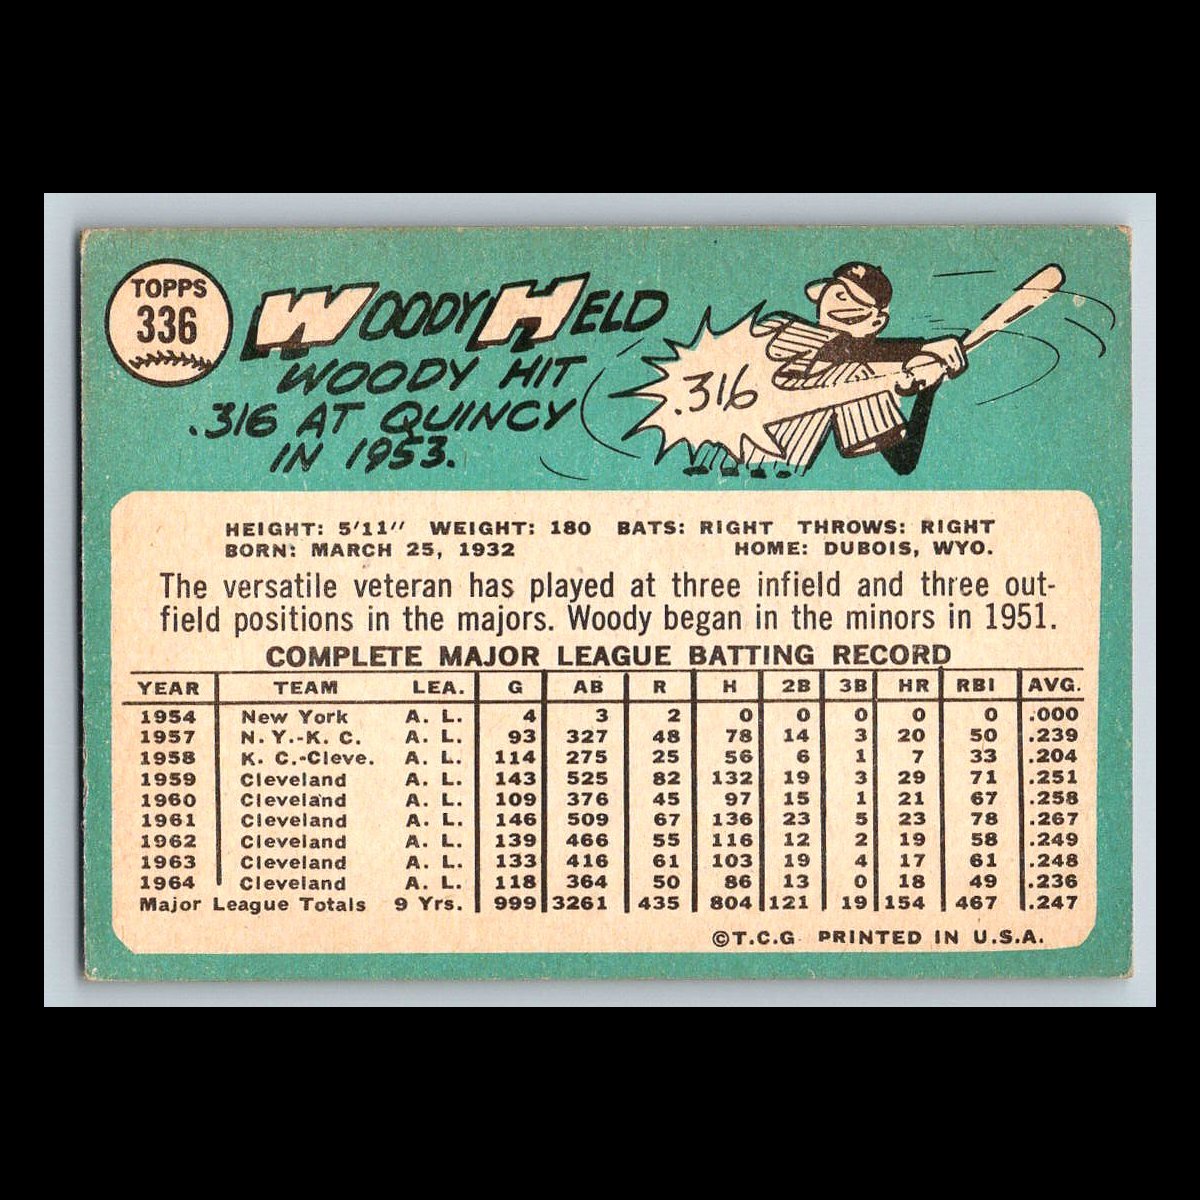 TOPPS
336
WOODY HELD
WOODY HIT
.316 AT QUINCY
IN 1953.
.316
HEIGHT: 5'11" WEIGHT: 180 BATS: RIGHT THROWS: RIGHT
BORN: MARCH 25, 1932 HOME: DUBOIS, WYO.
The versatile veteran has played at three infield and three out-
field positions in the majors. Woody began in the minors in 1951.
COMPLETE MAJOR LEAGUE BATTING RECORD
YEAR TEAM LEA. G AB R H 2B 3B HR RBI AVG.
1954 New York A. L. 4 3 2 0 0 0 0 0 .000
1957 N. Y.-K. C. A. L. 93 327 48 78 14 3 20 50 .239
1958 K. C.-Cleve. A. L. 114 275 25 56 6 1 7 33 .204
1959 Cleveland A. L. 143 525 82 132 19 3 29 71 .251
1960 Cleveland A. L. 109 376 45 97 15 1 21 67 .258
1961 Cleveland A. L. 146 509 67 136 23 5 23 78 .267
1962 Cleveland A. L. 139 466 55 116 12 2 19 58 .249
1963 Cleveland A. L. 133 416 61 103 19 4 17 61 .248
1964 Cleveland A. L. 118 364 50 86 13 0 18 49 .236
Major League Totals 9 Yrs. 999 3261 435 804 121 19 154 467 .247
©T.C.G. PRINTED IN U.S.A.